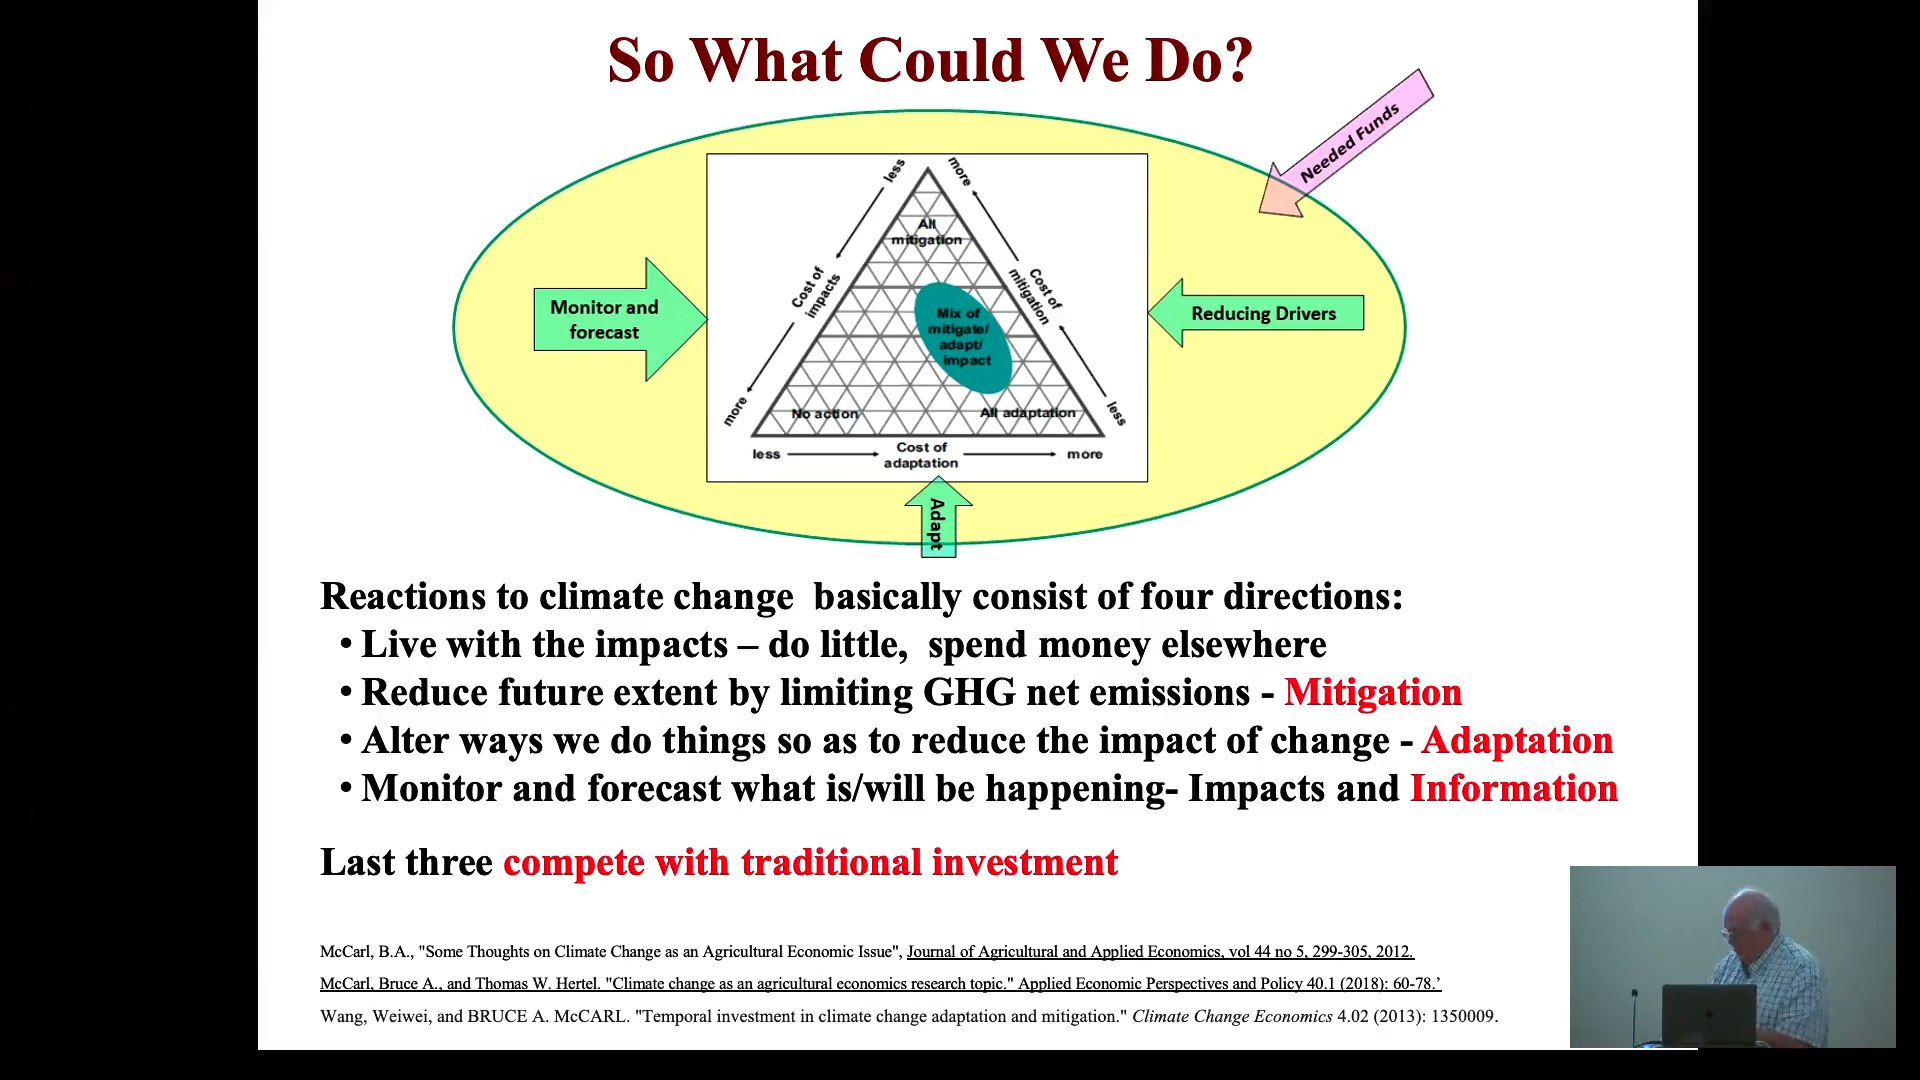 So What Could We Do?
Needed Funds
less
more
All
mitigation
Cost of
impacts
Cost of
mitigation
Monitor and
forecast
Reducing Drivers
Mix of
mitigate/
adapt/
impact
more
No action
All adaptation
less
less
Cost of
adaptation
more
Adapt
Reactions to climate change basically consist of four directions:
• Live with the impacts – do little, spend money elsewhere
• Reduce future extent by limiting GHG net emissions - Mitigation
• Alter ways we do things so as to reduce the impact of change - Adaptation
• Monitor and forecast what is/will be happening- Impacts and Information
Last three compete with traditional investment
McCarl, B.A., "Some Thoughts on Climate Change as an Agricultural Economic Issue", Journal of Agricultural and Applied Economics, vol 44 no 5, 299-305, 2012.
McCarl, Bruce A., and Thomas W. Hertel. "Climate change as an agricultural economics research topic." Applied Economic Perspectives and Policy 40.1 (2018): 60-78.’
Wang, Weiwei, and BRUCE A. McCARL. "Temporal investment in climate change adaptation and mitigation." Climate Change Economics 4.02 (2013): 1350009.